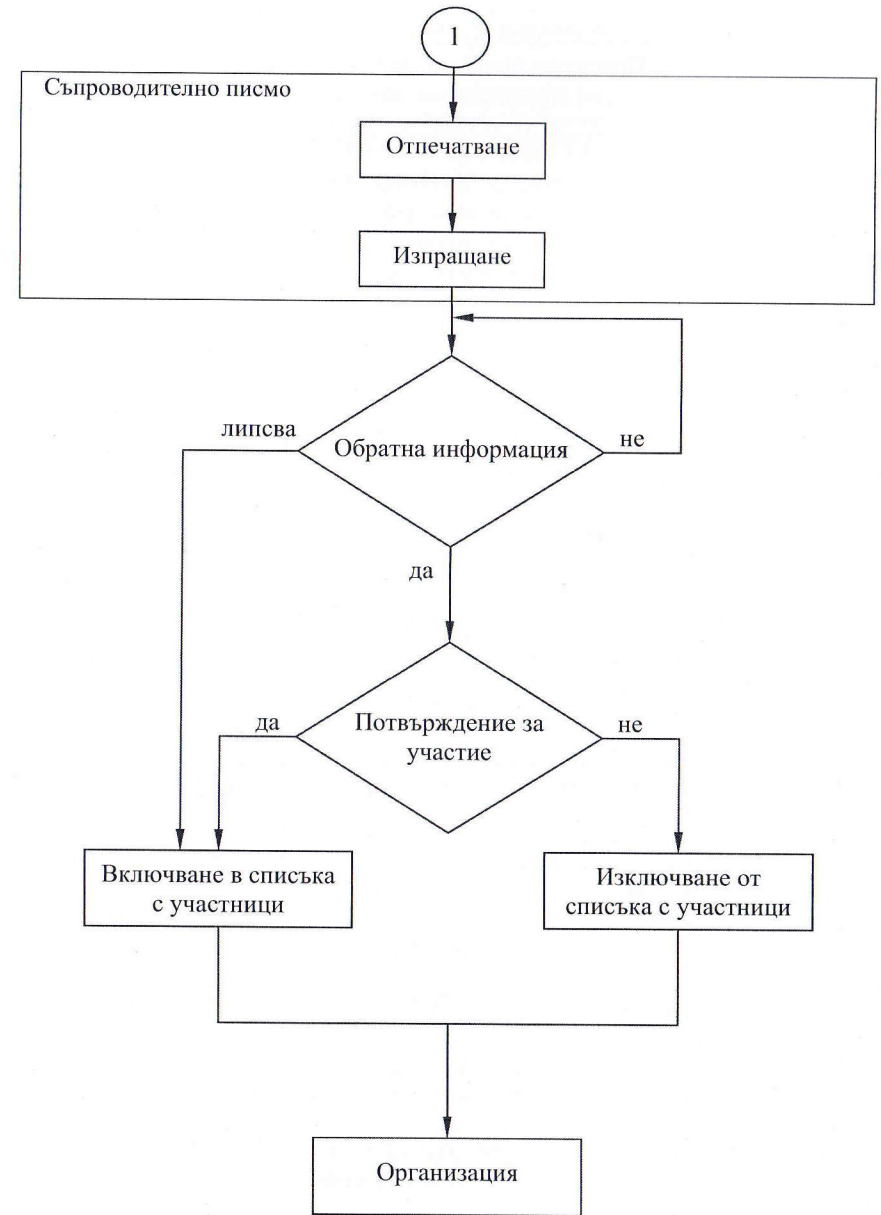 1
Съпроводително писмо
Отпечатване
Изпращане
липсва
Обратна информация
не
да
да
Потвърждение за
участие
не
Включване в списъка
с участници
Изключване от
списъка с участници
Организация